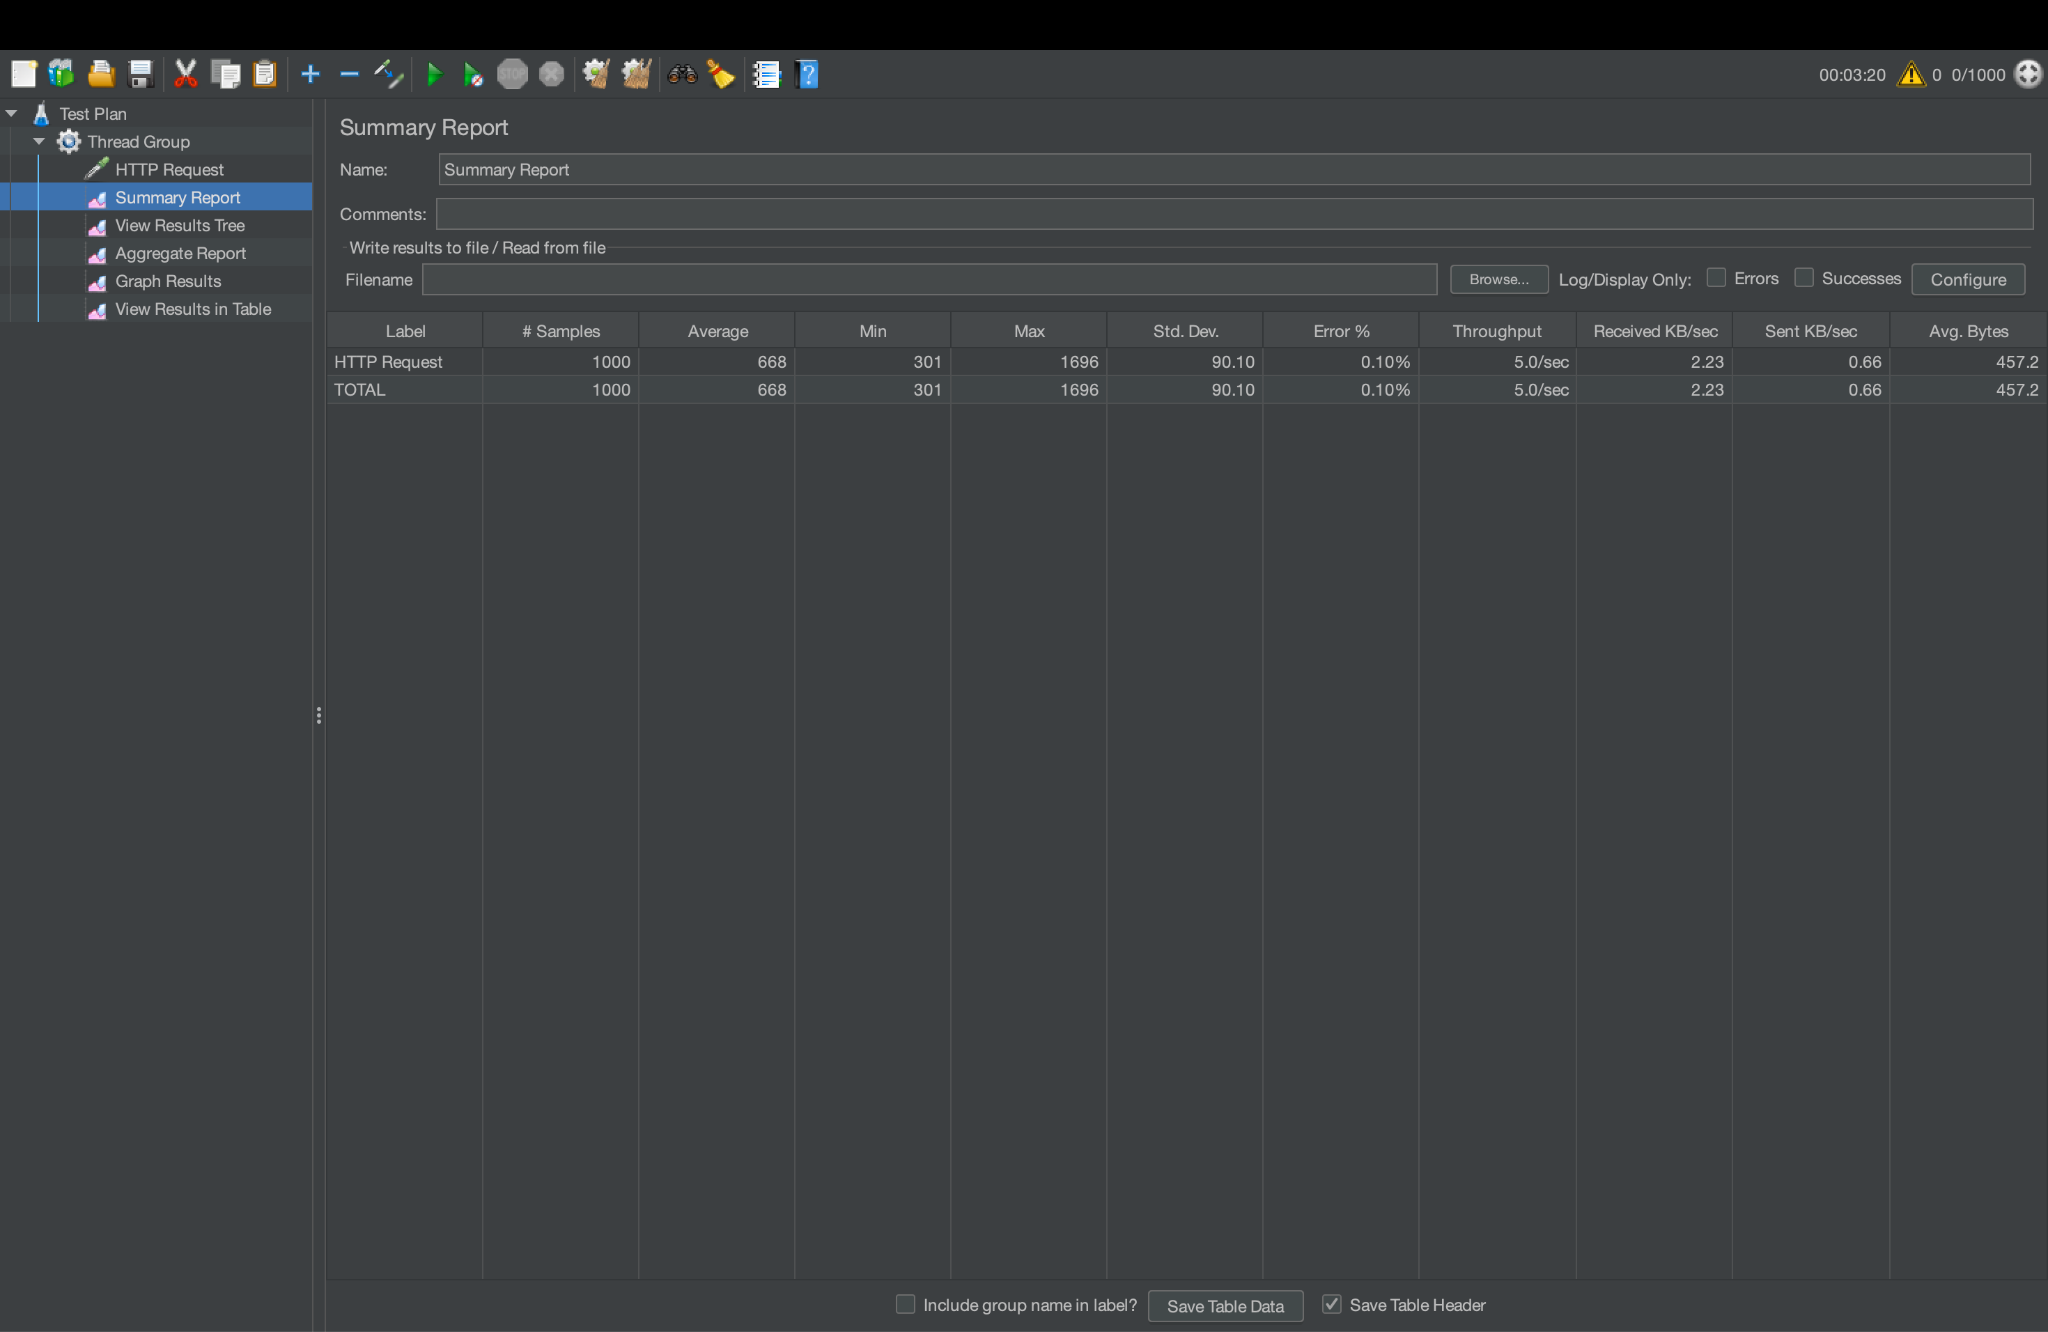 STOP
?
00:03:20 0 0/1000
Test Plan
Thread Group
HTTP Request
Summary Report
View Results Tree
Aggregate Report
Graph Results
View Results in Table
Summary Report
Name: Summary Report
Comments:
Write results to file / Read from file
Filename Browse... Log/Display Only: Errors Successes Configure
Label # Samples Average Min Max Std. Dev. Error % Throughput Received KB/sec Sent KB/sec Avg. Bytes
HTTP Request 1000 668 301 1696 90.10 0.10% 5.0/sec 2.23 0.66 457.2
TOTAL 1000 668 301 1696 90.10 0.10% 5.0/sec 2.23 0.66 457.2
Include group name in label? Save Table Data Save Table Header